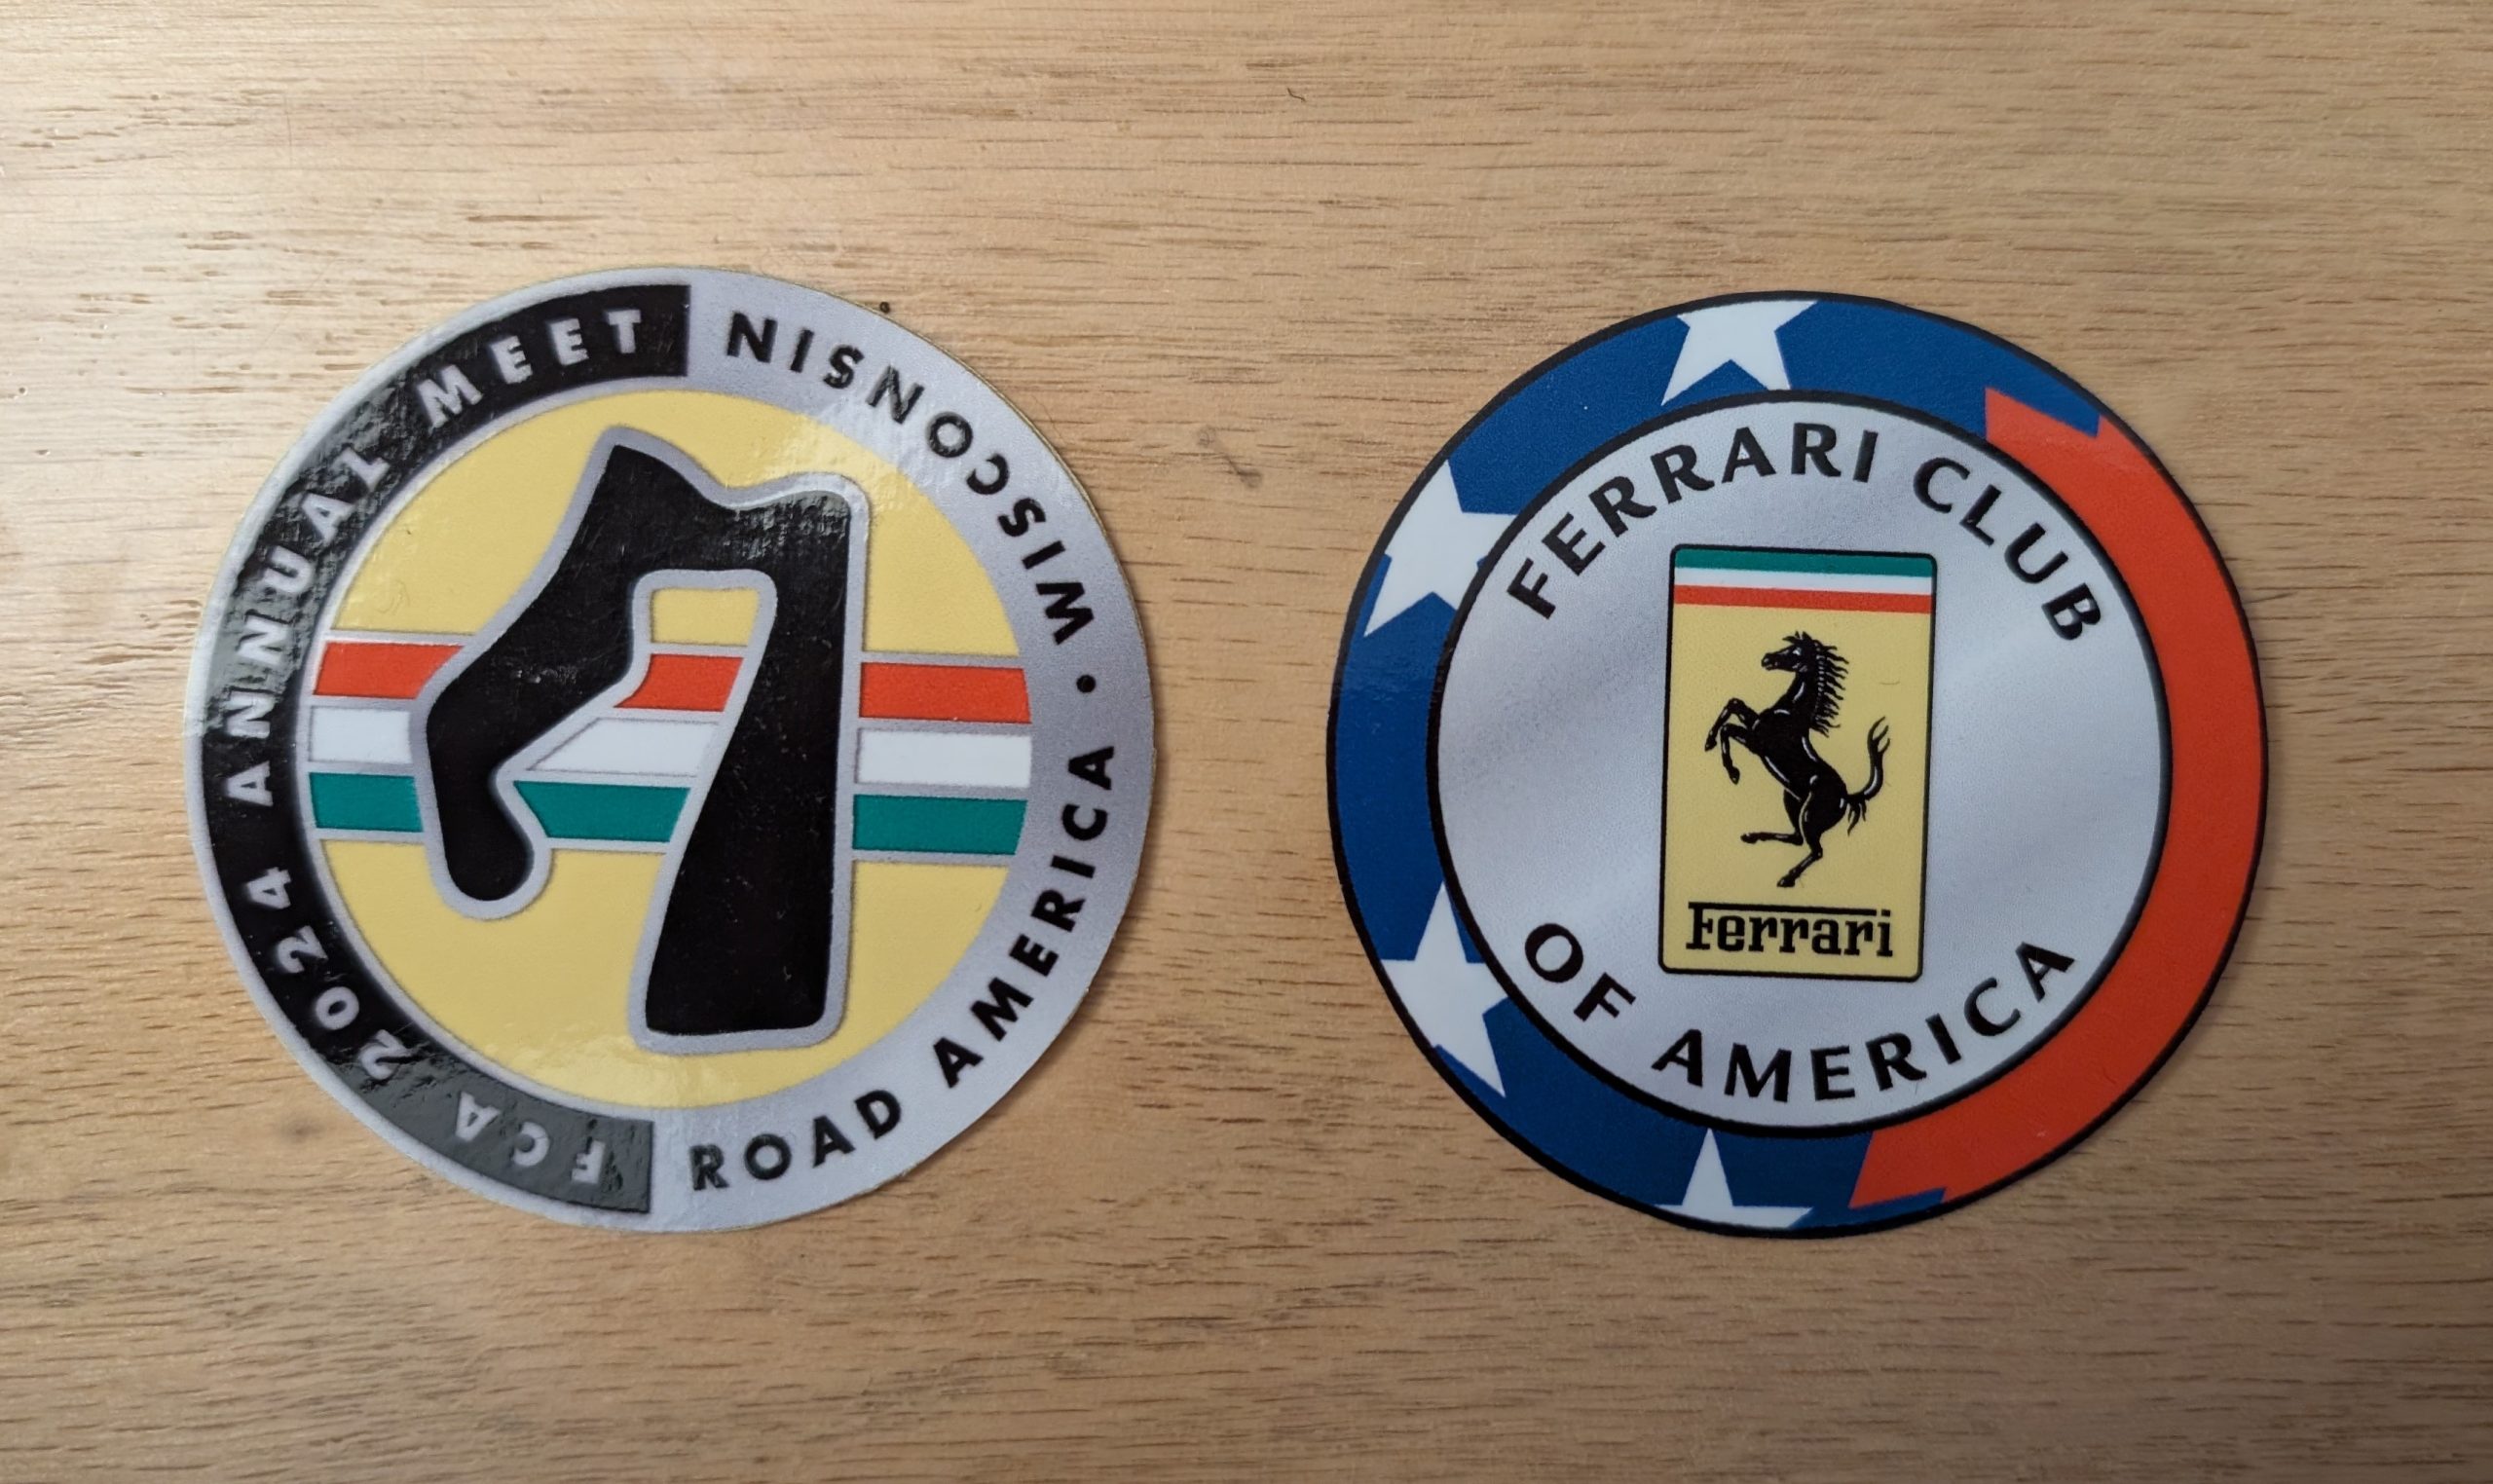 FCA 2024 ANNUAL MEET
ROAD AMERICA • WISCONSIN
FERRARI CLUB
Ferrari
OF AMERICA